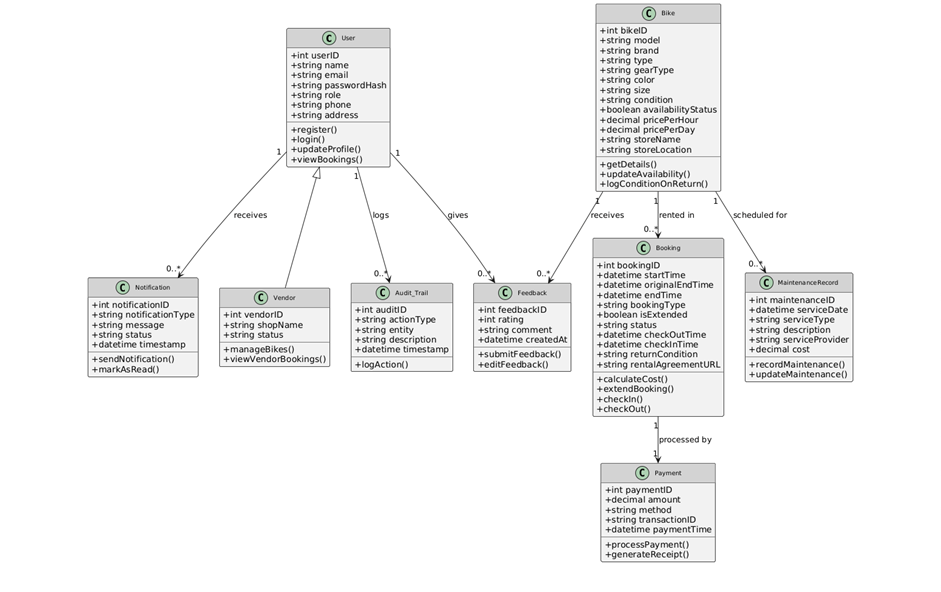 C User
+int userID
+string name
+string email
+string passwordHash
+string role
+string phone
+string address
+register()
+login()
+updateProfile()
+viewBookings()
C Bike
+int bikeID
+string model
+string brand
+string type
+string gearType
+string color
+string size
+string condition
+boolean availabilityStatus
+decimal pricePerHour
+decimal pricePerDay
+string storeName
+string storeLocation
+getDetails()
+updateAvailability()
+logConditionOnReturn()
1
receives
0..*
1
logs
0..*
1
gives
0..*
1
receives
0..*
1
rented in
0..*
1
scheduled for
0..*
C Notification
+int notificationID
+string notificationType
+string message
+string status
+datetime timestamp
+sendNotification()
+markAsRead()
C Vendor
+int vendorID
+string shopName
+string status
+manageBikes()
+viewVendorBookings()
C Audit_Trail
+int auditID
+string actionType
+string entity
+string description
+datetime timestamp
+logAction()
C Feedback
+int feedbackID
+int rating
+string comment
+datetime createdAt
+submitFeedback()
+editFeedback()
C Booking
+int bookingID
+datetime startTime
+datetime originalEndTime
+datetime endTime
+string bookingType
+boolean isExtended
+string status
+datetime checkOutTime
+datetime checkInTime
+string returnCondition
+string rentalAgreementURL
+calculateCost()
+extendBooking()
+checkIn()
+checkOut()
C MaintenanceRecord
+int maintenanceID
+datetime serviceDate
+string serviceType
+string description
+string serviceProvider
+decimal cost
+recordMaintenance()
+updateMaintenance()
1
processed by
1
C Payment
+int paymentID
+decimal amount
+string method
+string transactionID
+datetime paymentTime
+processPayment()
+generateReceipt()